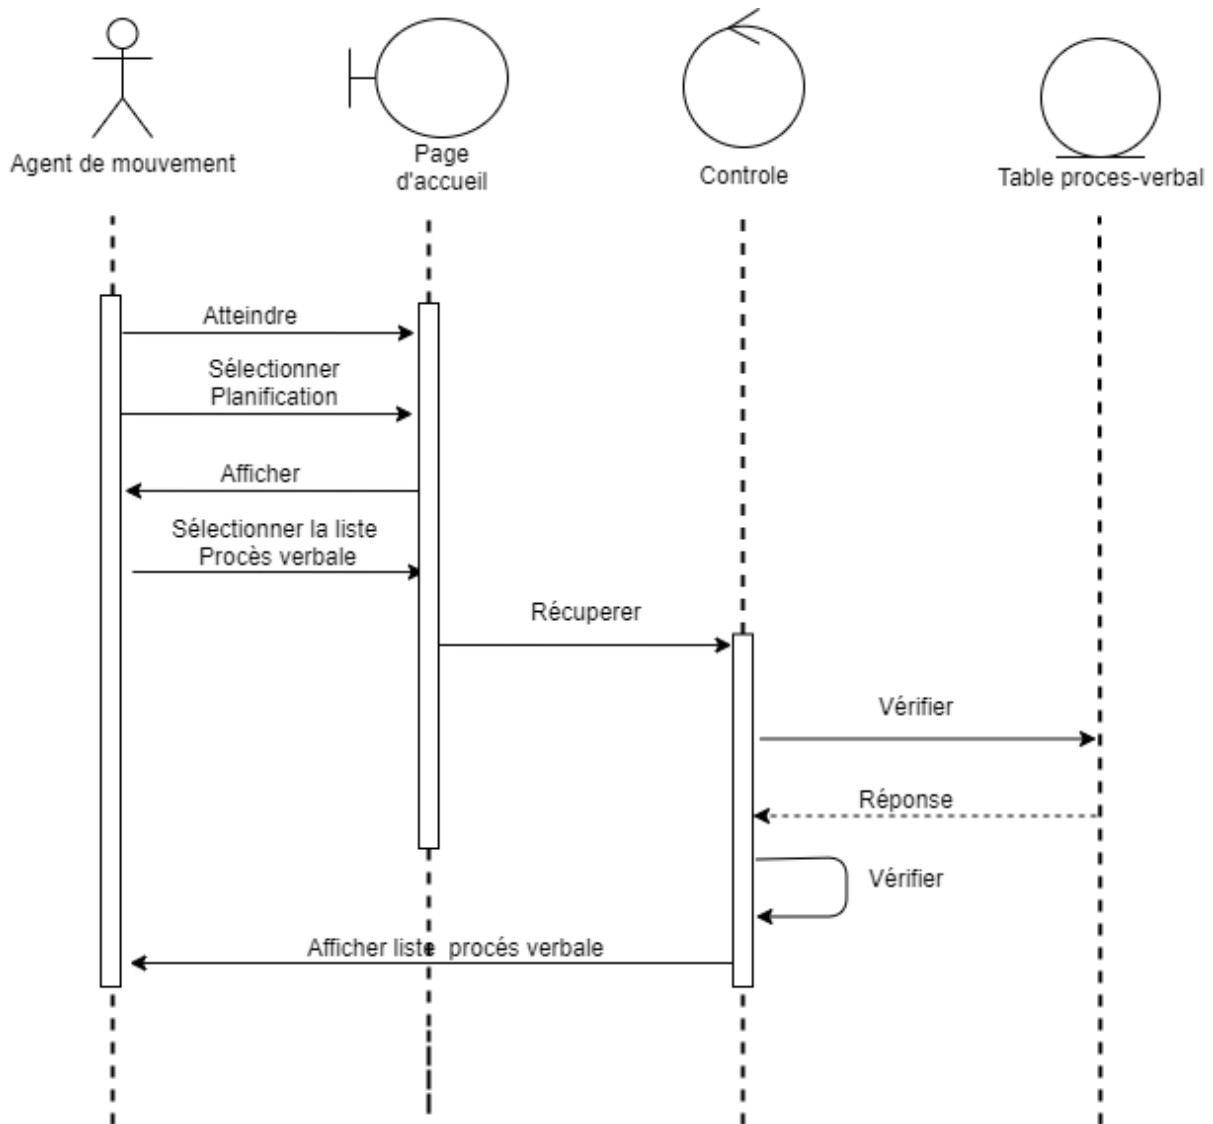 Agent de mouvement
Page
d'accueil
Controle
Table proces-verbal
Atteindre
Sélectionner
Planification
Afficher
Sélectionner la liste
Procès verbale
Récuperer
Vérifier
Réponse
Vérifier
Afficher liste procés verbale